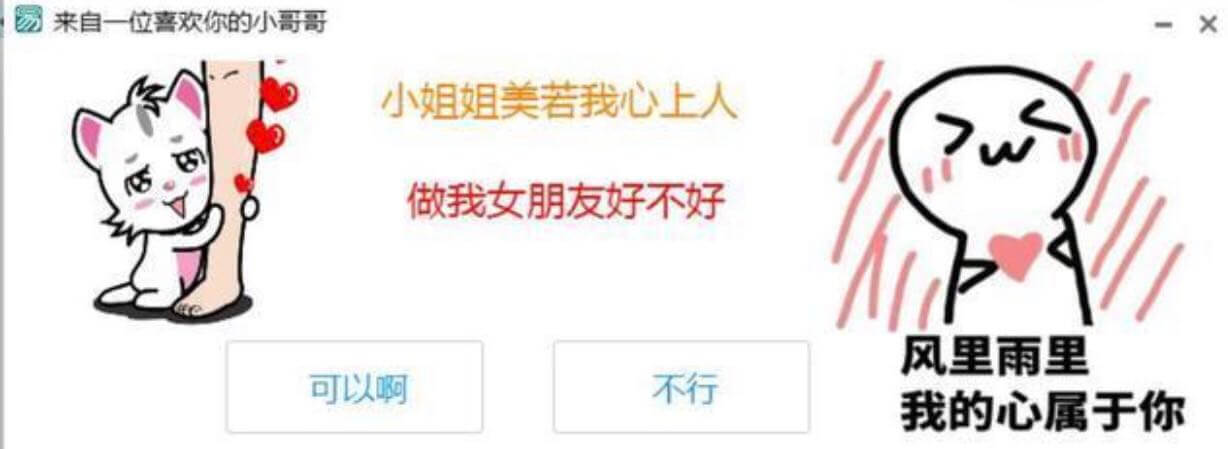 易 来自一位喜欢你的小哥哥
小姐姐美若我心上人
做我女朋友好不好
可以啊
不行
风里雨里
我的心属于你